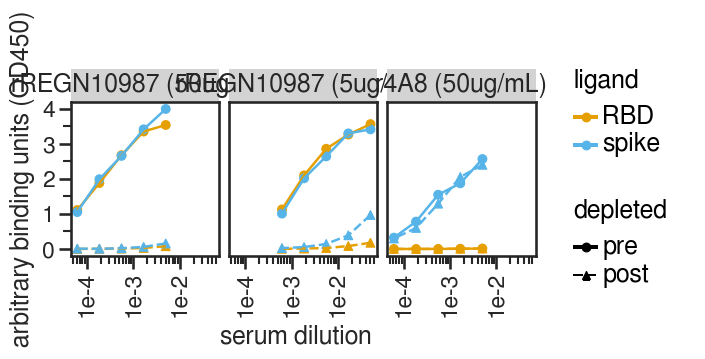 REGN10987 (50ug
REGN10987 (5ug/
4A8 (50ug/mL)
arbitrary binding units (OD450)
4
3
2
1
0
1e-4
1e-3
1e-2
1e-4
1e-3
1e-2
1e-4
1e-3
1e-2
serum dilution
ligand
RBD
spike
depleted
pre
post